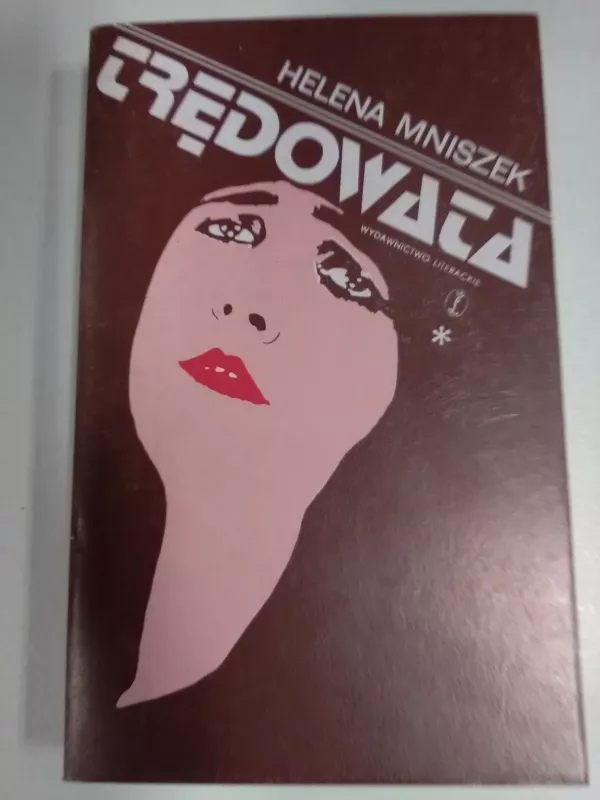 HELENA MNISZEK
TRĘDOWATA
WYDAWNICTWO LITERACKIE
*